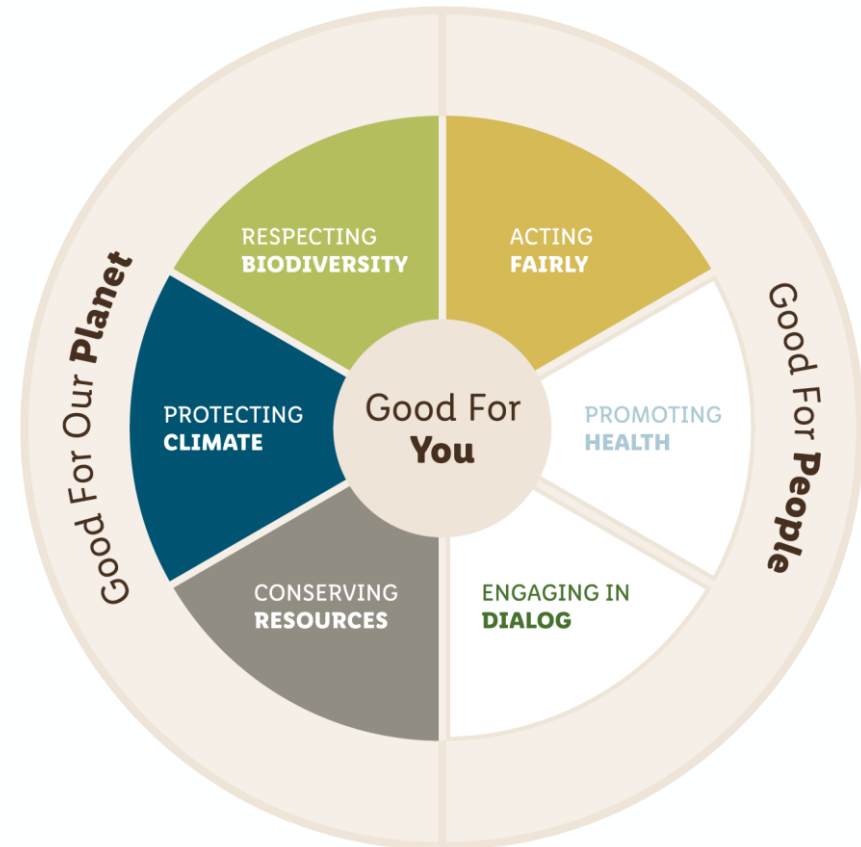 RESPECTING
BIODIVERSITY
ACTING
FAIRLY
Good For Our Planet
PROTECTING
CLIMATE
Good For
You
PROMOTING
HEALTH
Good For People
CONSERVING
RESOURCES
ENGAGING IN
DIALOG